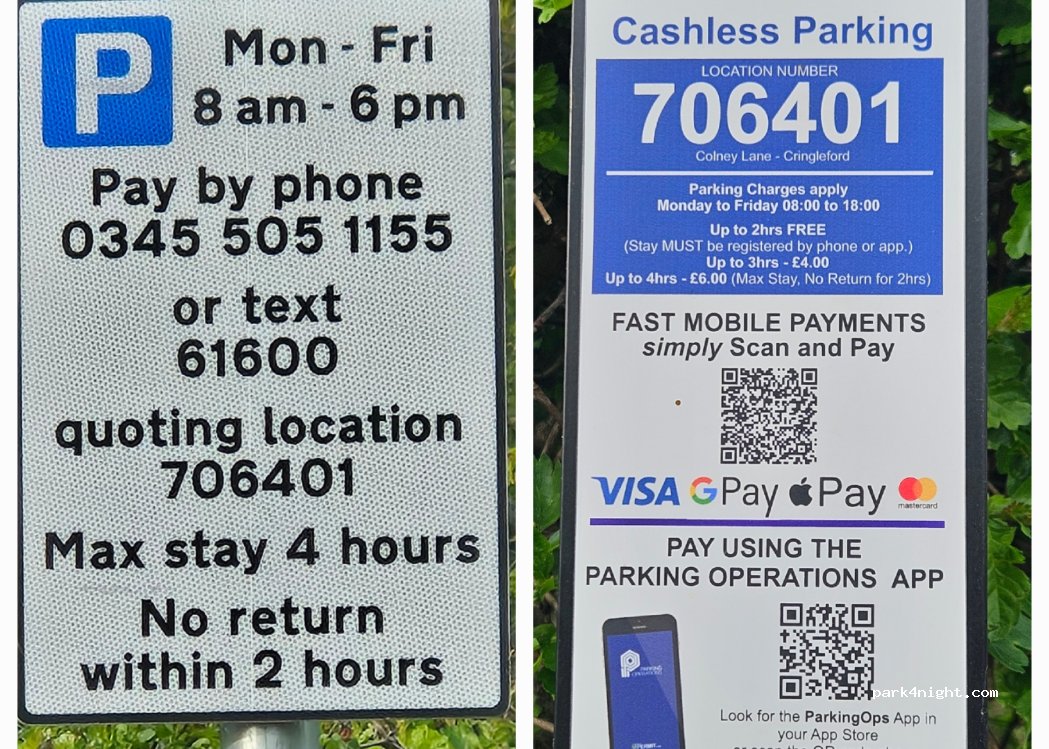 P
Mon - Fri
8 am - 6 pm
Pay by phone
0345 505 1155
or text
61600
quoting location
706401
Max stay 4 hours
No return
within 2 hours
Cashless Parking
LOCATION NUMBER
706401
Colney Lane - Cringleford
Parking Charges apply
Monday to Friday 08:00 to 18:00
Up to 2hrs FREE
(Stay MUST be registered by phone or app.)
Up to 3hrs - £4.00
Up to 4hrs - £6.00 (Max Stay, No Return for 2hrs)
FAST MOBILE PAYMENTS
simply Scan and Pay
VISA G Pay Pay mastercard
PAY USING THE
PARKING OPERATIONS APP
PARKING
OPERATIONS
park4night.com
Look for the ParkingOps App in
your App Store